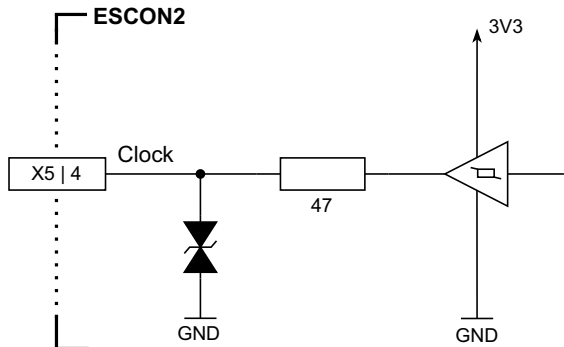 ESCON2
3V3
X5 | 4
Clock
47
GND
GND